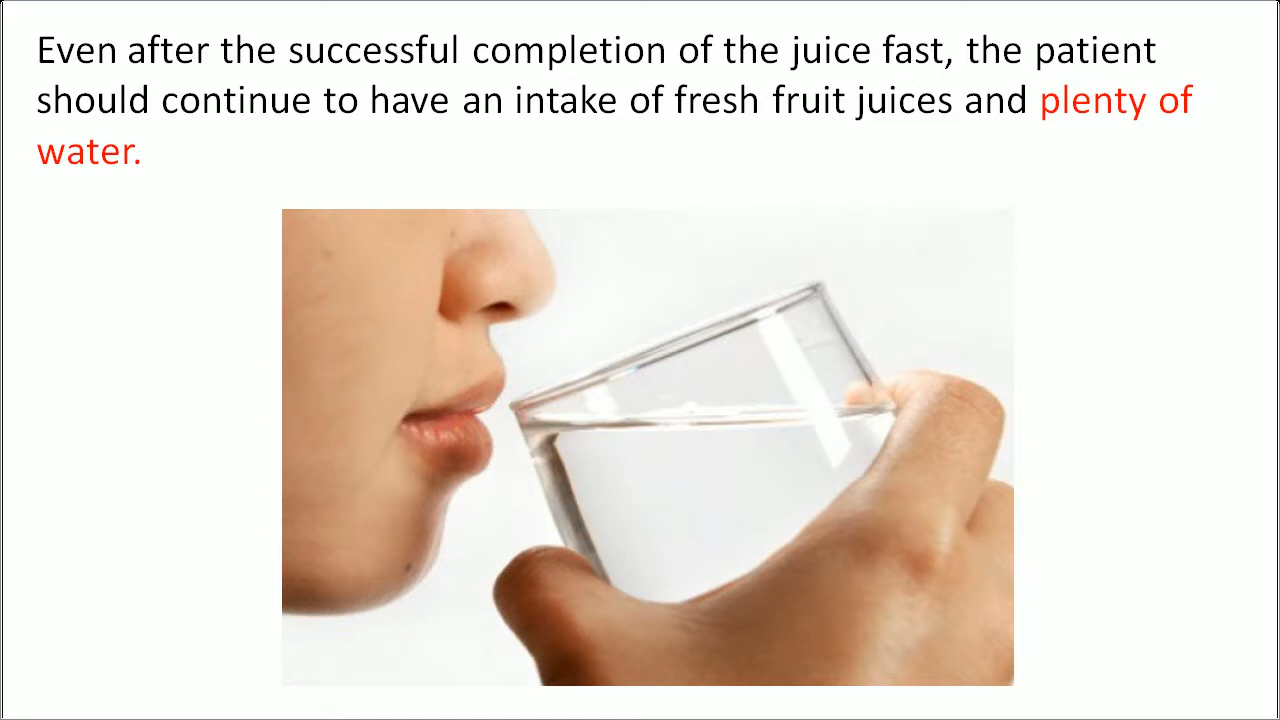 Even after the successful completion of the juice fast, the patient
should continue to have an intake of fresh fruit juices and plenty of
water.